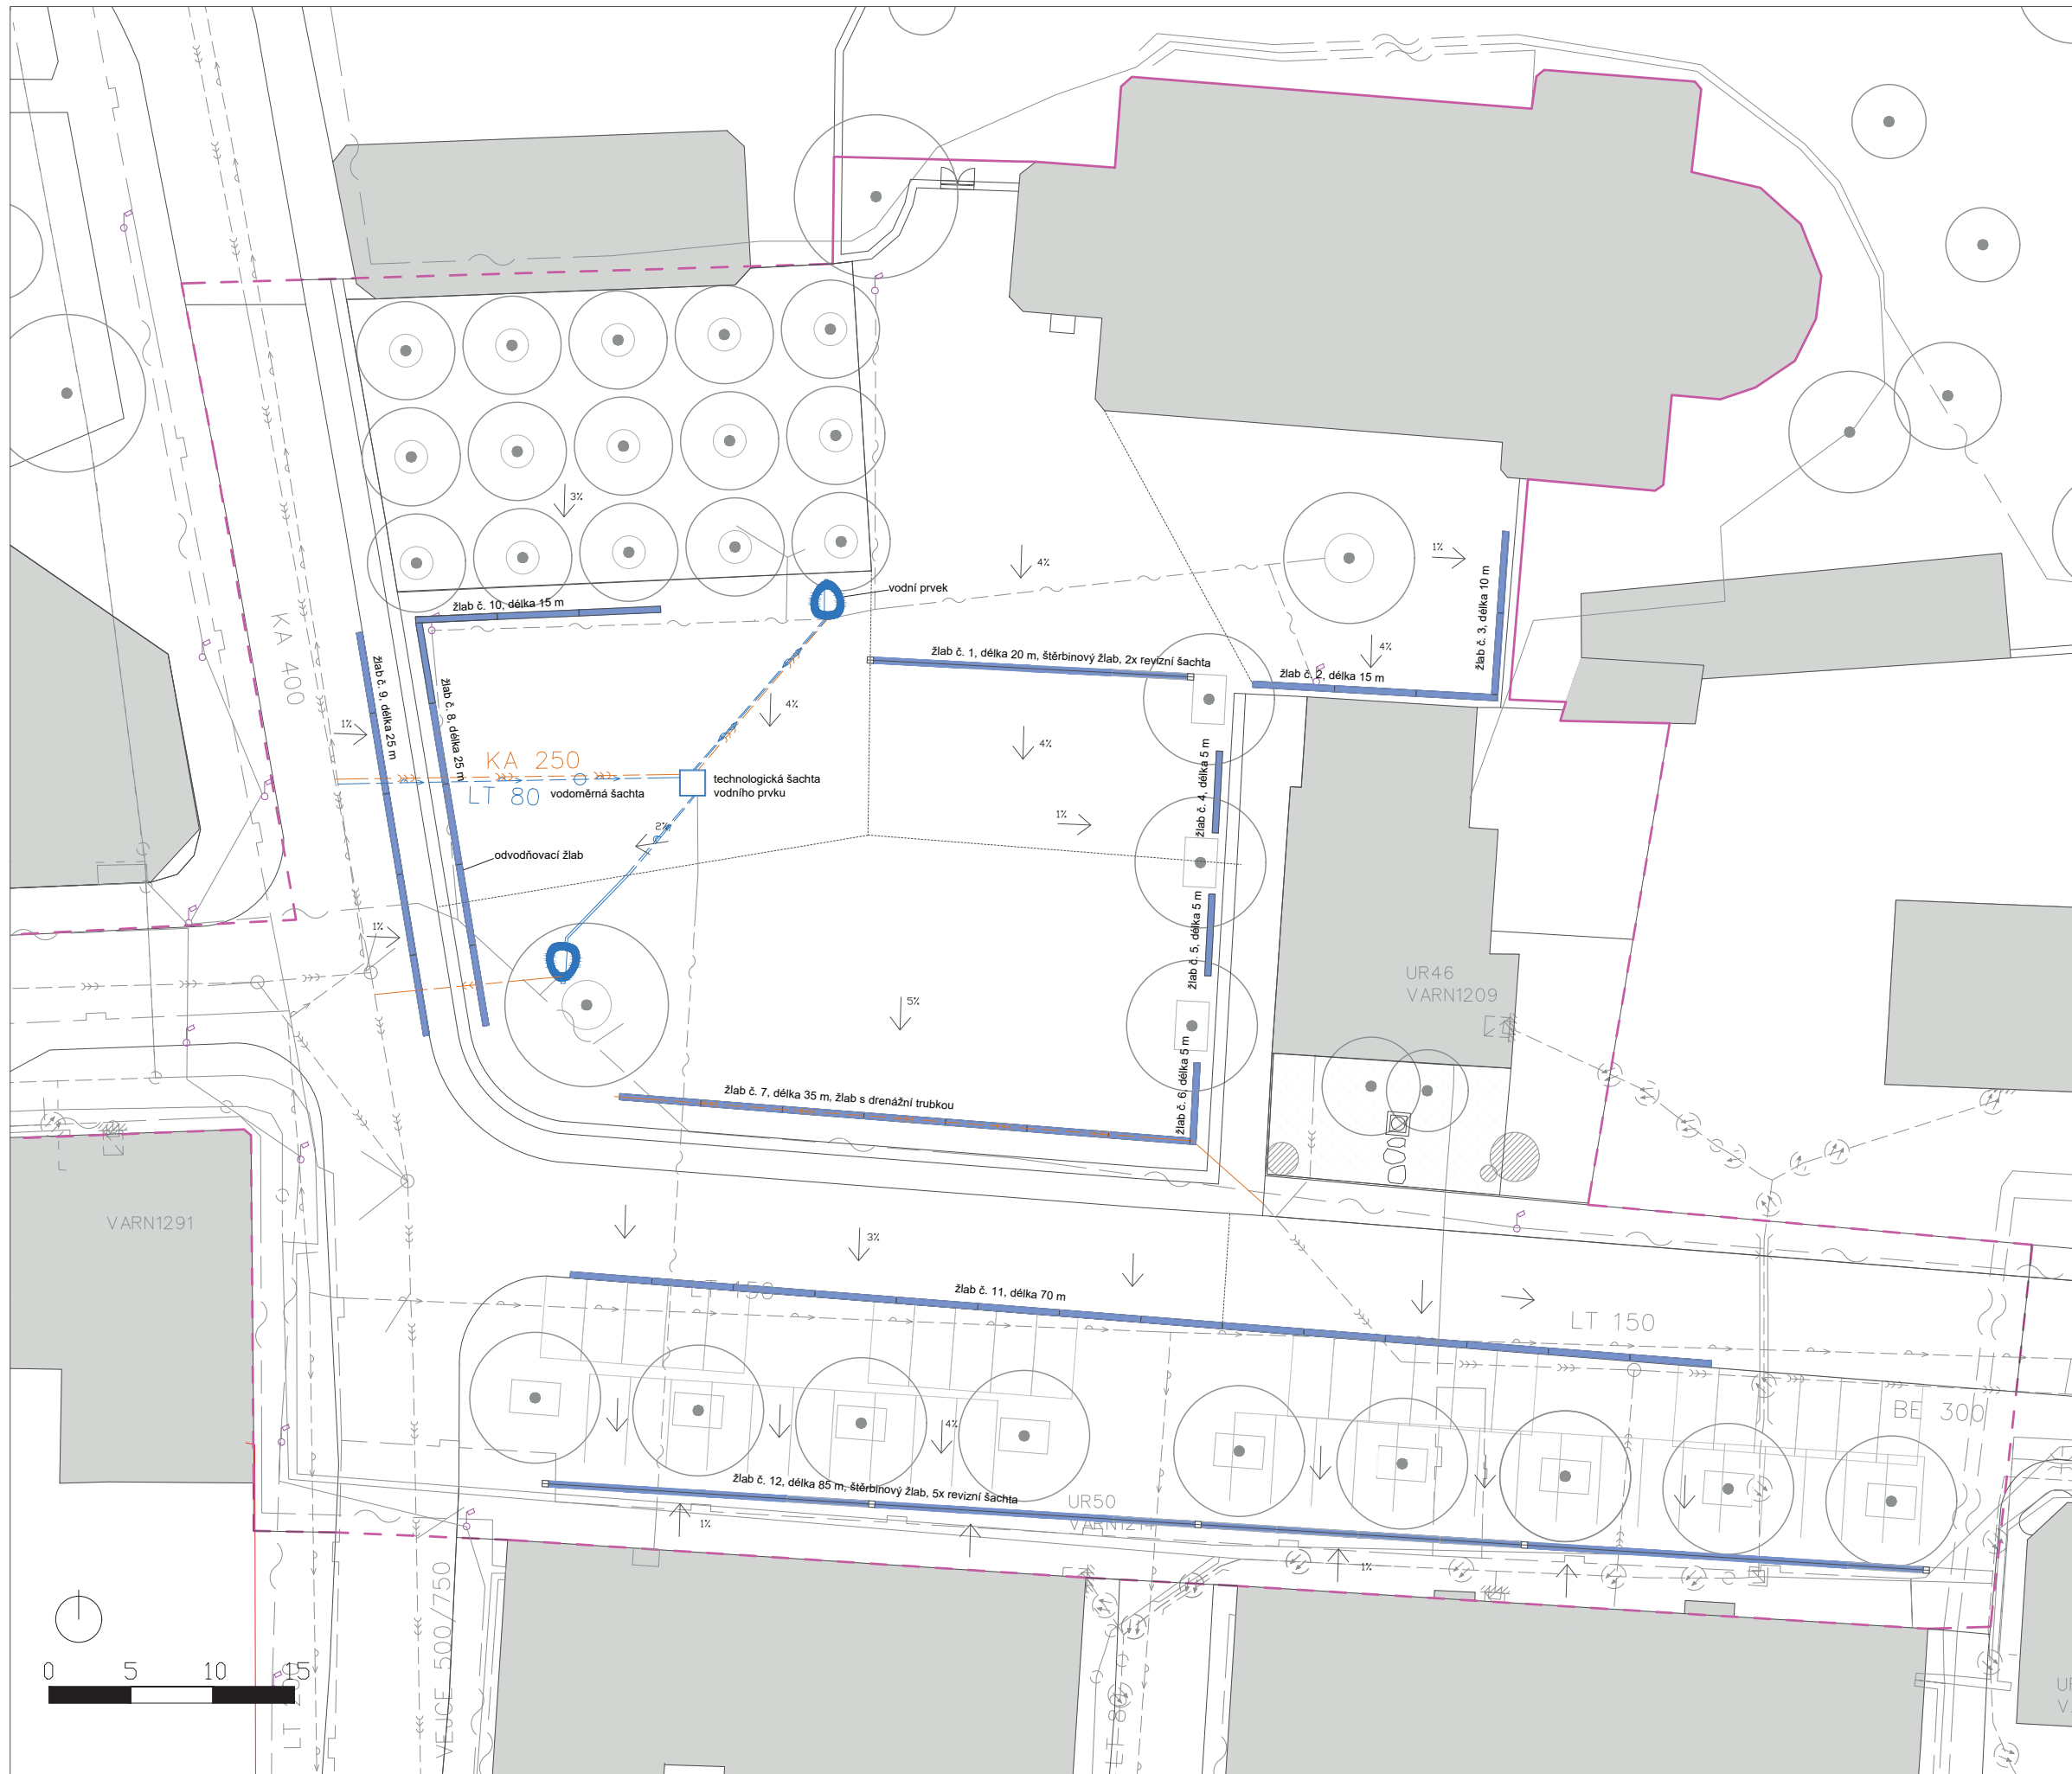 3%
KA 400
žlab č. 10, délka 15 m
vodní prvek
4%
1%
žlab č. 3, délka 10 m
žlab č. 1, délka 20 m, štěrbinový žlab, 2x revizní šachta
4%
žlab č. 2, délka 15 m
žlab č. 9, délka 25 m
žlab č. 8, délka 25 m
1%
4%
4%
žlab č. 4, délka 5 m
KA 250
LT 80
vodoměrná šachta
technologická šachta
vodního prvku
2%
1%
odvodňovací žlab
žlab č. 5, délka 5 m
1%
5%
UR46
VARN1209
žlab č. 6, délka 5 m
žlab č. 7, délka 35 m, žlab s drenážní trubkou
VARN1291
3%
LT 150
žlab č. 11, délka 70 m
LT 150
BE 300
4%
žlab č. 12, délka 85 m, štěrbinový žlab, 5x revizní šachta
UR50
1%
1%
VEJCE 500/750
0 5 10 15
LT 80